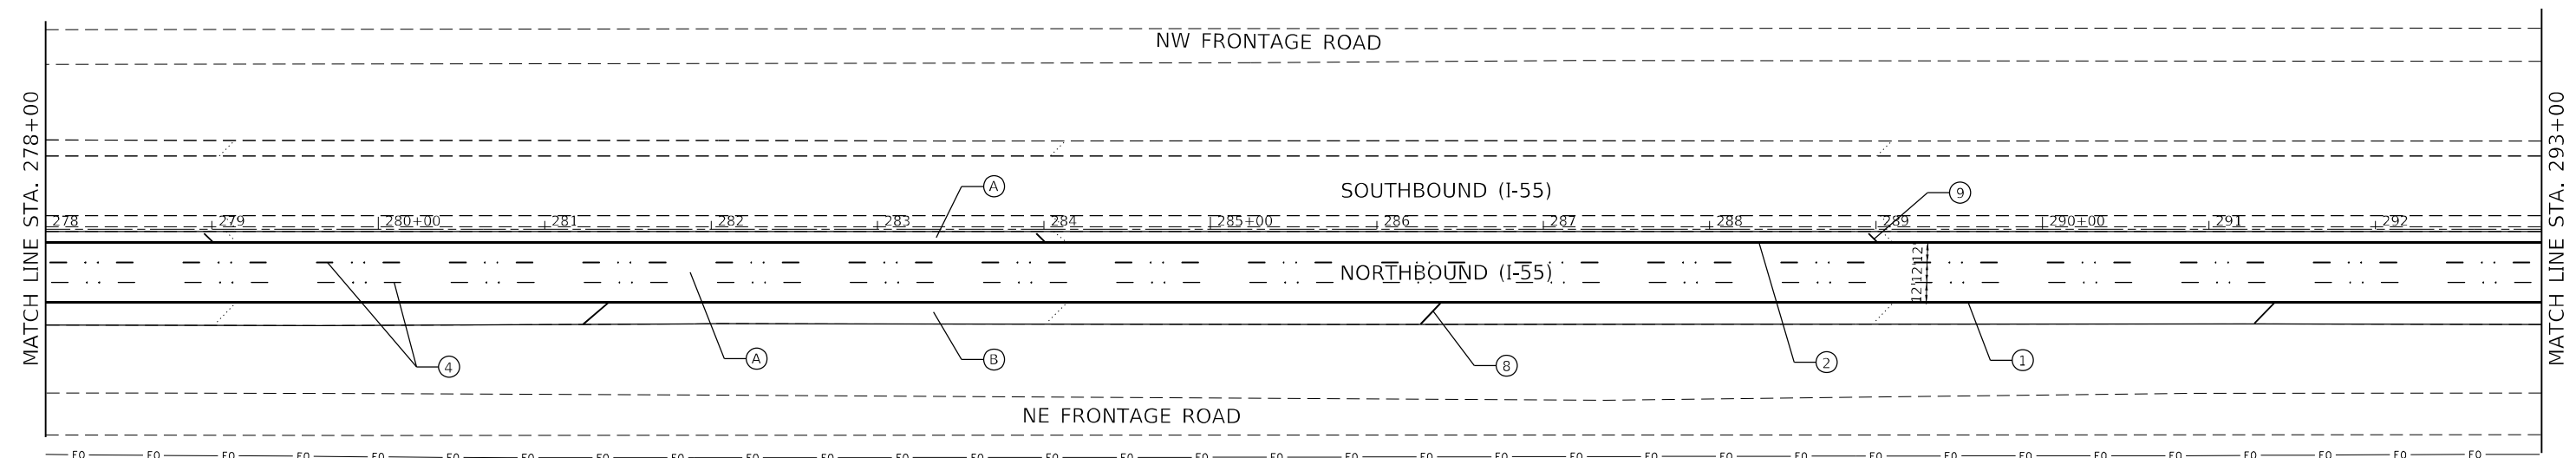 NW FRONTAGE ROAD
MATCH LINE STA. 278+00
MATCH LINE STA. 293+00
A
SOUTHBOUND (I-55)
9
278 279 280+00 281 282 283 284 285+00 286 287 288 289 290+00 291 292
12' 12' 12'
NORTHBOUND (I-55)
4
A
B
8
2
1
NE FRONTAGE ROAD